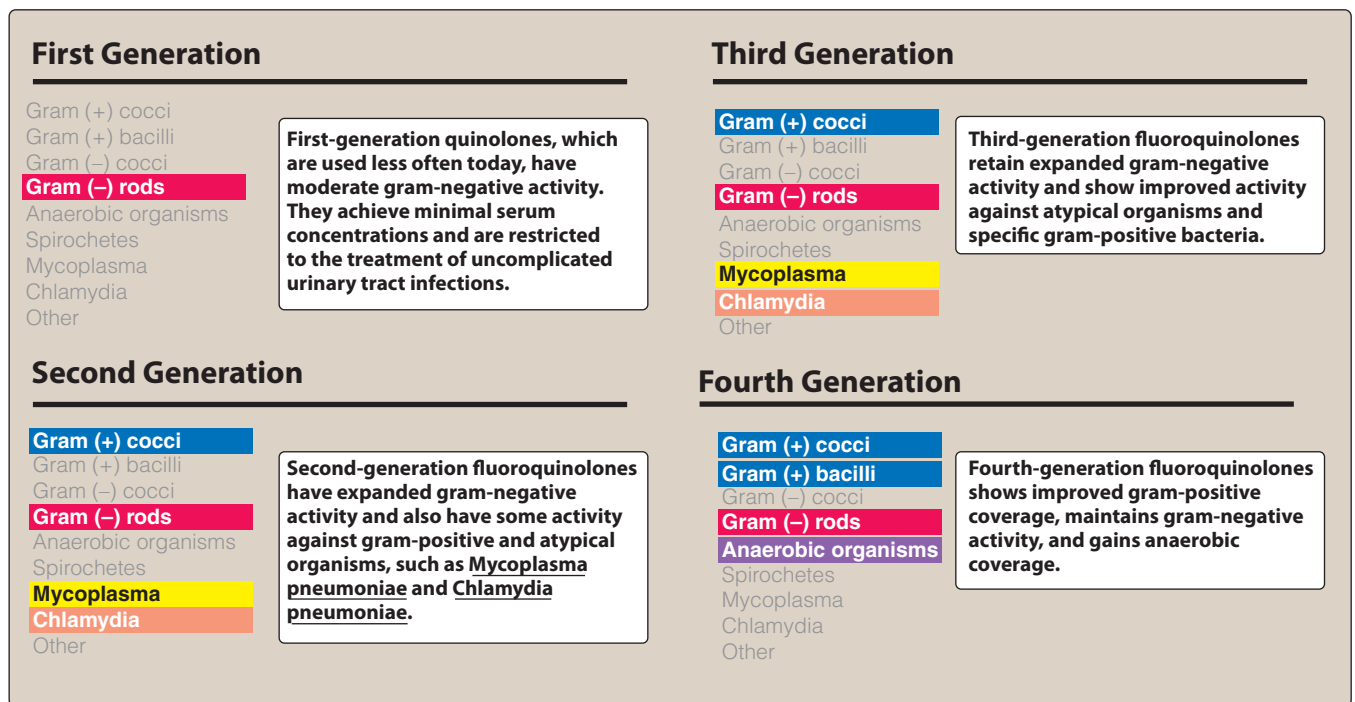 First Generation
Gram (+) cocci
Gram (+) bacilli
Gram (−) cocci
Gram (−) rods
Anaerobic organisms
Spirochetes
Mycoplasma
Chlamydia
Other
First-generation quinolones, which
are used less often today, have
moderate gram-negative activity.
They achieve minimal serum
concentrations and are restricted
to the treatment of uncomplicated
urinary tract infections.
Second Generation
Gram (+) cocci
Gram (+) bacilli
Gram (−) cocci
Gram (−) rods
Anaerobic organisms
Spirochetes
Mycoplasma
Chlamydia
Other
Second-generation fluoroquinolones
have expanded gram-negative
activity and also have some activity
against gram-positive and atypical
organisms, such as Mycoplasma
pneumoniae and Chlamydia
pneumoniae.
Third Generation
Gram (+) cocci
Gram (+) bacilli
Gram (−) cocci
Gram (−) rods
Anaerobic organisms
Spirochetes
Mycoplasma
Chlamydia
Other
Third-generation fluoroquinolones
retain expanded gram-negative
activity and show improved activity
against atypical organisms and
specific gram-positive bacteria.
Fourth Generation
Gram (+) cocci
Gram (+) bacilli
Gram (−) cocci
Gram (−) rods
Anaerobic organisms
Spirochetes
Mycoplasma
Chlamydia
Other
Fourth-generation fluoroquinolones
shows improved gram-positive
coverage, maintains gram-negative
activity, and gains anaerobic
coverage.